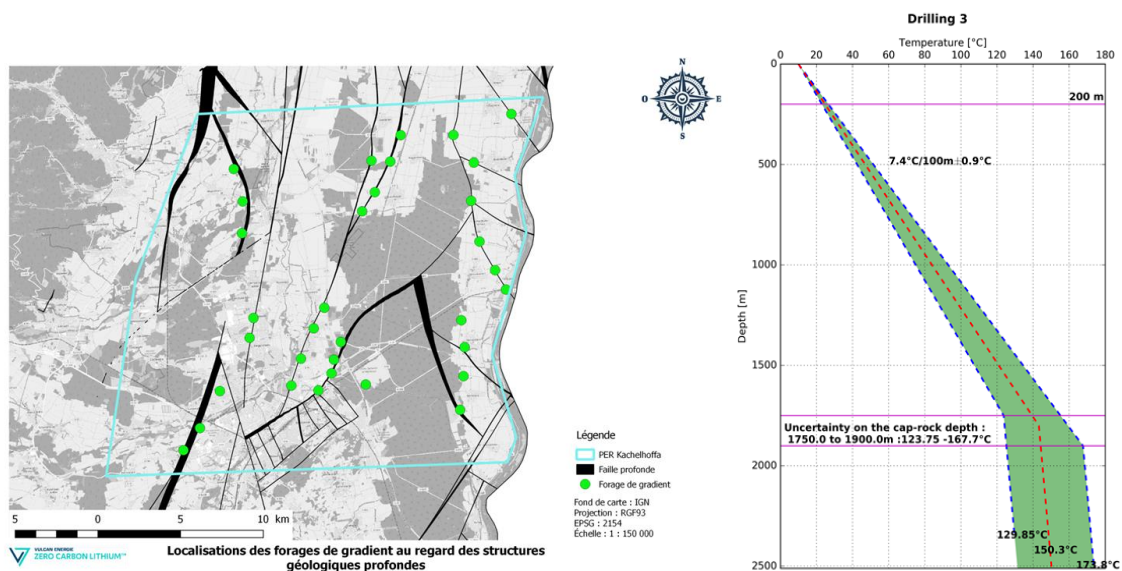 N
O
E
S
Légende
PER Kachelhoffa
Faille profonde
Forage de gradient
Fond de carte : IGN
Projection : RGF93
EPSG : 2154
Échelle : 1 : 150 000
5 0 5 10 km
VULCAN ENERGIE
ZERO CARBON LITHIUM™
Localisations des forages de gradient au regard des structures
géologiques profondes
Drilling 3
Temperature [°C]
0 20 40 60 80 100 120 140 160 180
0
200 m
7.4°C/100m±0.9°C
500
1000
Depth [m]
1500
Uncertainty on the cap-rock depth :
1750.0 to 1900.0m :123.75 -167.7°C
2000
129.85°C
150.3°C
173.8°C
2500